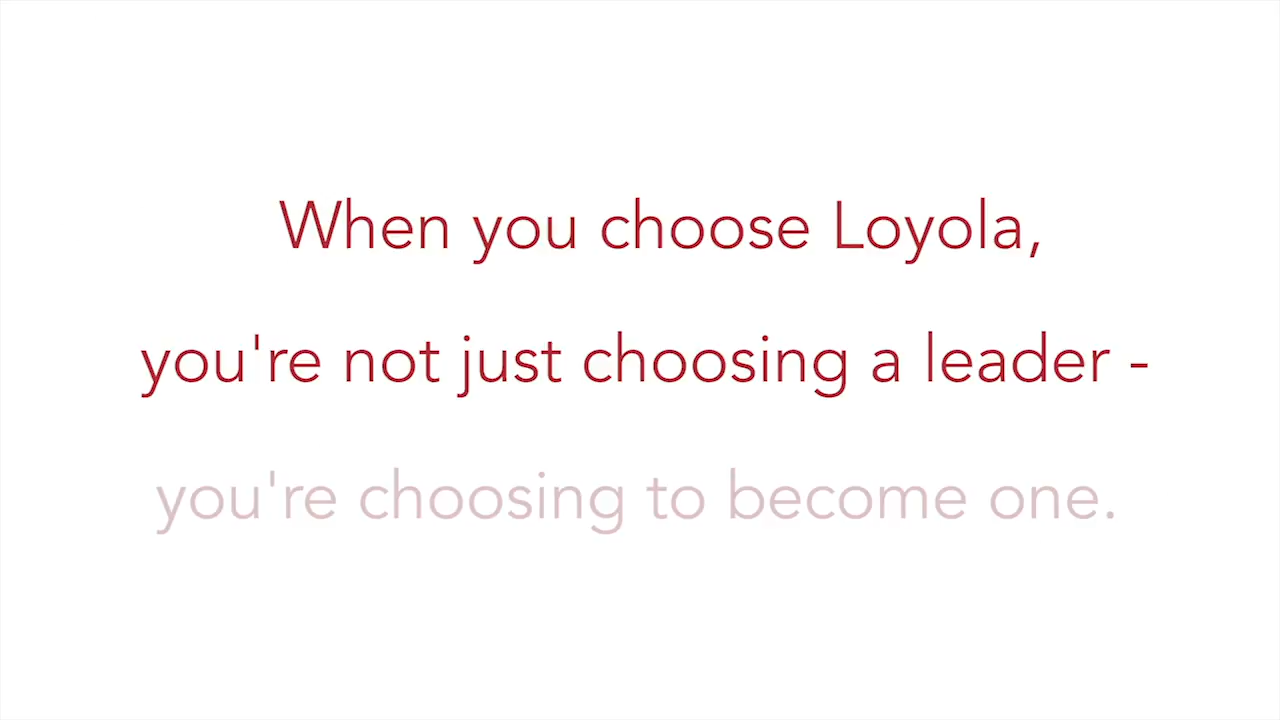 When you choose Loyola,
you're not just choosing a leader -
you're choosing to become one.